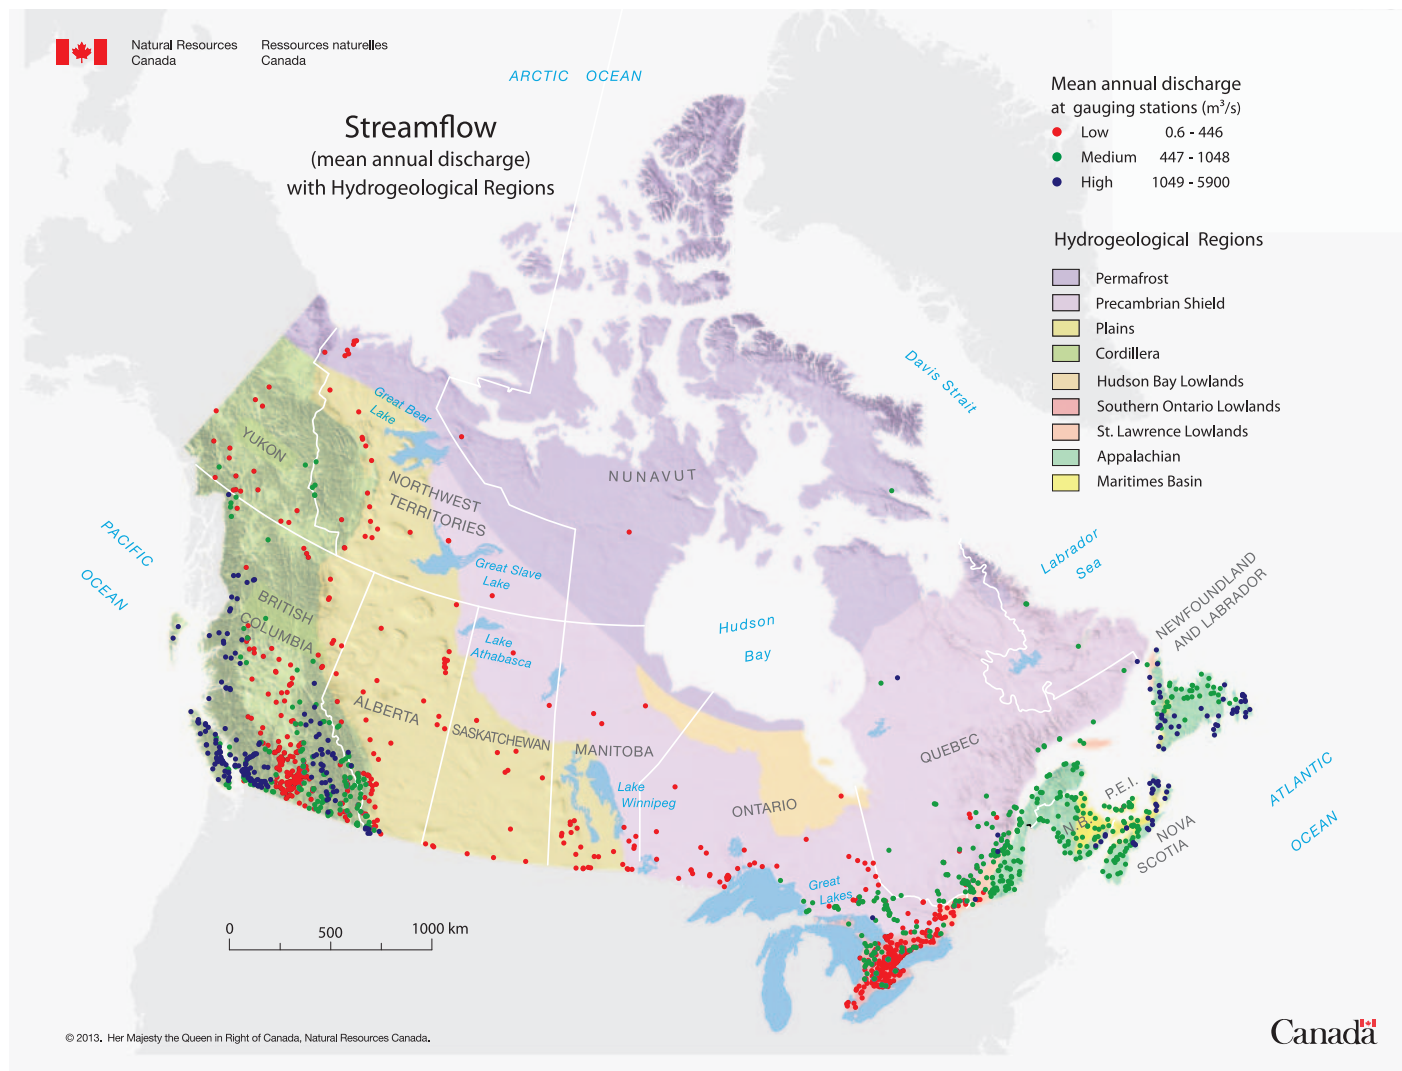 Natural Resources
Canada
Ressources naturelles
Canada
ARCTIC OCEAN
Streamflow
(mean annual discharge)
with Hydrogeological Regions
Mean annual discharge
at gauging stations (m³/s)
Low 0.6 - 446
Medium 447 - 1048
High 1049 - 5900
Hydrogeological Regions
Permafrost
Precambrian Shield
Plains
Cordillera
Hudson Bay Lowlands
Southern Ontario Lowlands
St. Lawrence Lowlands
Appalachian
Maritimes Basin
Davis Strait
Great Bear
Lake
YUKON
NUNAVUT
NORTHWEST
TERRITORIES
PACIFIC
OCEAN
Labrador
Sea
Great Slave
Lake
NEWFOUNDLAND
AND LABRADOR
BRITISH
COLUMBIA
Hudson
Bay
Lake
Athabasca
ALBERTA
SASKATCHEWAN
MANITOBA
QUEBEC
Lake
Winnipeg
ONTARIO
P.E.I.
N.B.
NOVA
SCOTIA
ATLANTIC
OCEAN
Great
Lakes
0 500 1000 km
© 2013. Her Majesty the Queen in Right of Canada, Natural Resources Canada.
Canada